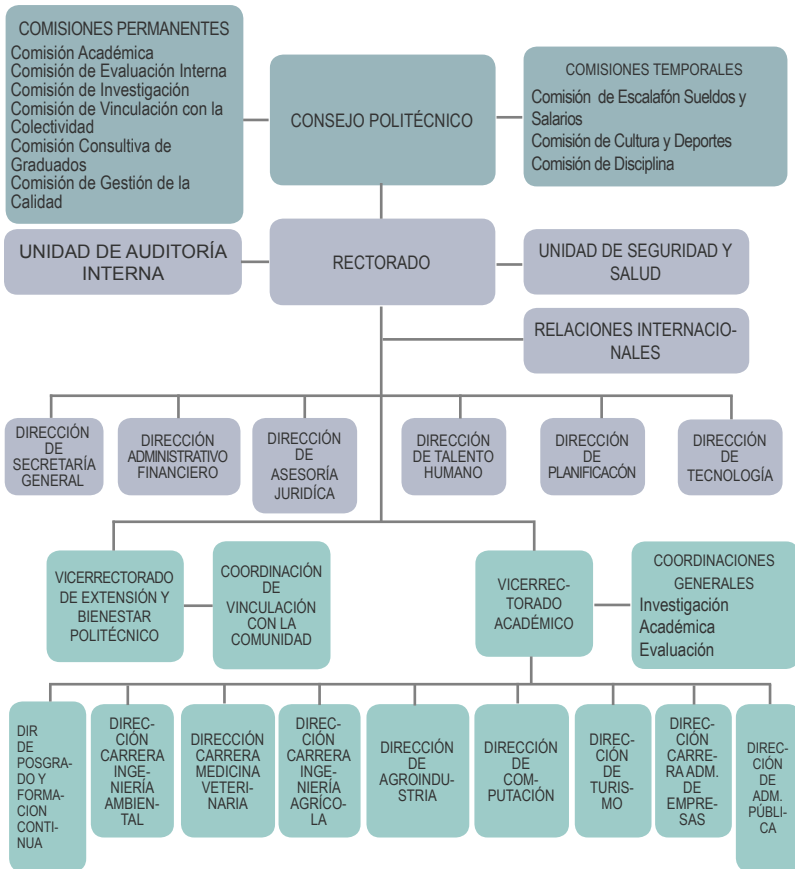 COMISIONES PERMANENTES
Comisión Académica
Comisión de Evaluación Interna
Comisión de Investigación
Comisión de Vinculación con la
Colectividad
Comisión Consultiva de
Graduados
Comisión de Gestión de la
Calidad
CONSEJO POLITÉCNICO
COMISIONES TEMPORALES
Comisión de Escalafón Sueldos y
Salarios
Comisión de Cultura y Deportes
Comisión de Disciplina
UNIDAD DE AUDITORÍA
INTERNA
RECTORADO
UNIDAD DE SEGURIDAD Y
SALUD
RELACIONES INTERNACIO-
NALES
DIRECCIÓN
DE
SECRETARÍA
GENERAL
DIRECCIÓN
ADMINISTRATIVO
FINANCIERO
DIRECCIÓN
DE
ASESORÍA
JURIDÍCA
DIRECCIÓN
DE TALENTO
HUMANO
DIRECCIÓN
DE
PLANIFICACÓN
DIRECCIÓN
DE
TECNOLOGÍA
VICERRECTORADO
DE EXTENSIÓN Y
BIENESTAR
POLITÉCNICO
COORDINACIÓN
DE
VINCULACIÓN
CON LA
COMUNIDAD
VICERREC-
TORADO
ACADÉMICO
COORDINACIONES
GENERALES
Investigación
Académica
Evaluación
DIR
DE
POSGRA-
DO Y
FORMA-
CION
CONTI-
NUA
DIREC-
CIÓN
CARRERA
INGE-
NIERÍA
AMBIEN-
TAL
DIRECCIÓN
CARRERA
MEDICINA
VETERI-
NARIA
DIREC-
CIÓN
CARRERA
INGE-
NIERÍA
AGRÍCO-
LA
DIRECCIÓN
DE
AGROINDU-
STRIA
DIRECCIÓN
DE
COM-
PUTACIÓN
DIREC-
CIÓN
DE
TURIS-
MO
DIREC-
CIÓN
CARRE-
RA ADM.
DE
EMPRE-
SAS
DIREC-
CIÓN
DE ADM.
PÚBLI-
CA